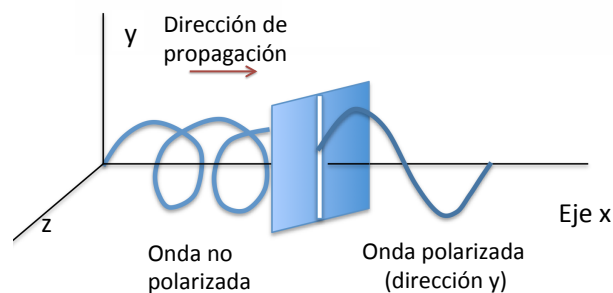 Dirección de
propagación
y
z
Eje x
Onda no
polarizada
Onda polarizada
(dirección y)